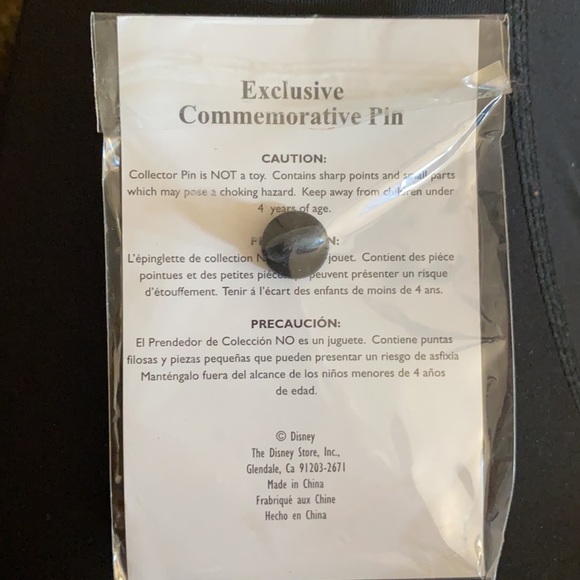 Exclusive
Commemorative Pin
CAUTION:
Collector Pin is NOT a toy. Contains sharp points and small parts
which may pose a choking hazard. Keep away from children under
4 years of age.
L'épinglette de collection jouet. Contient des pièce
pointues et des petites peuvent présenter un risque
d'étouffement. Tenir á l'écart des enfants de moins de 4 ans.
PRECAUCIÓN:
El Prendedor de Colección NO es un juguete. Contiene puntas
filosas y piezas pequeñas que pueden presentar un riesgo de asfixia
Manténgalo fuera del alcance de los niños menores de 4 años
de edad.
© Disney
The Disney Store, Inc.,
Glendale, Ca 91203-2671
Made in China
Frabriqué aux Chine
Hecho en China